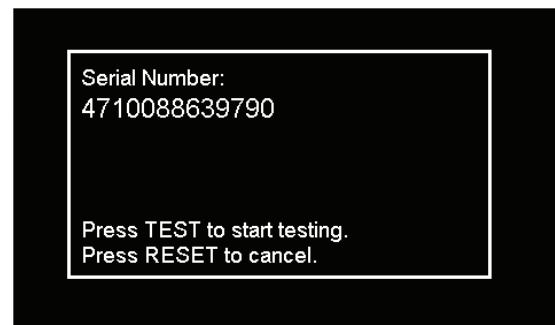 Serial Number:
4710088639790
Press TEST to start testing.
Press RESET to cancel.